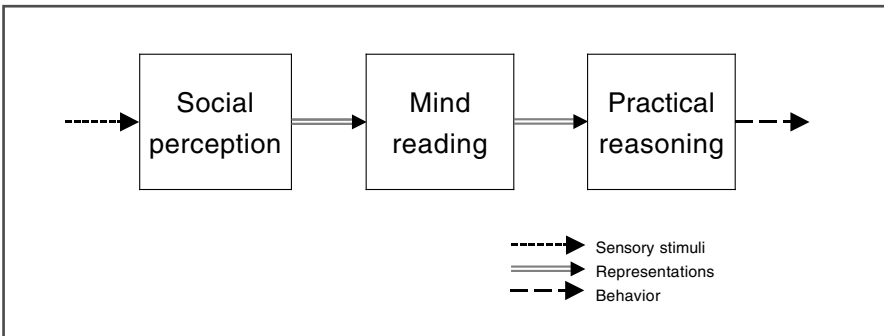 Social
perception
Mind
reading
Practical
reasoning
Sensory stimuli
Representations
Behavior